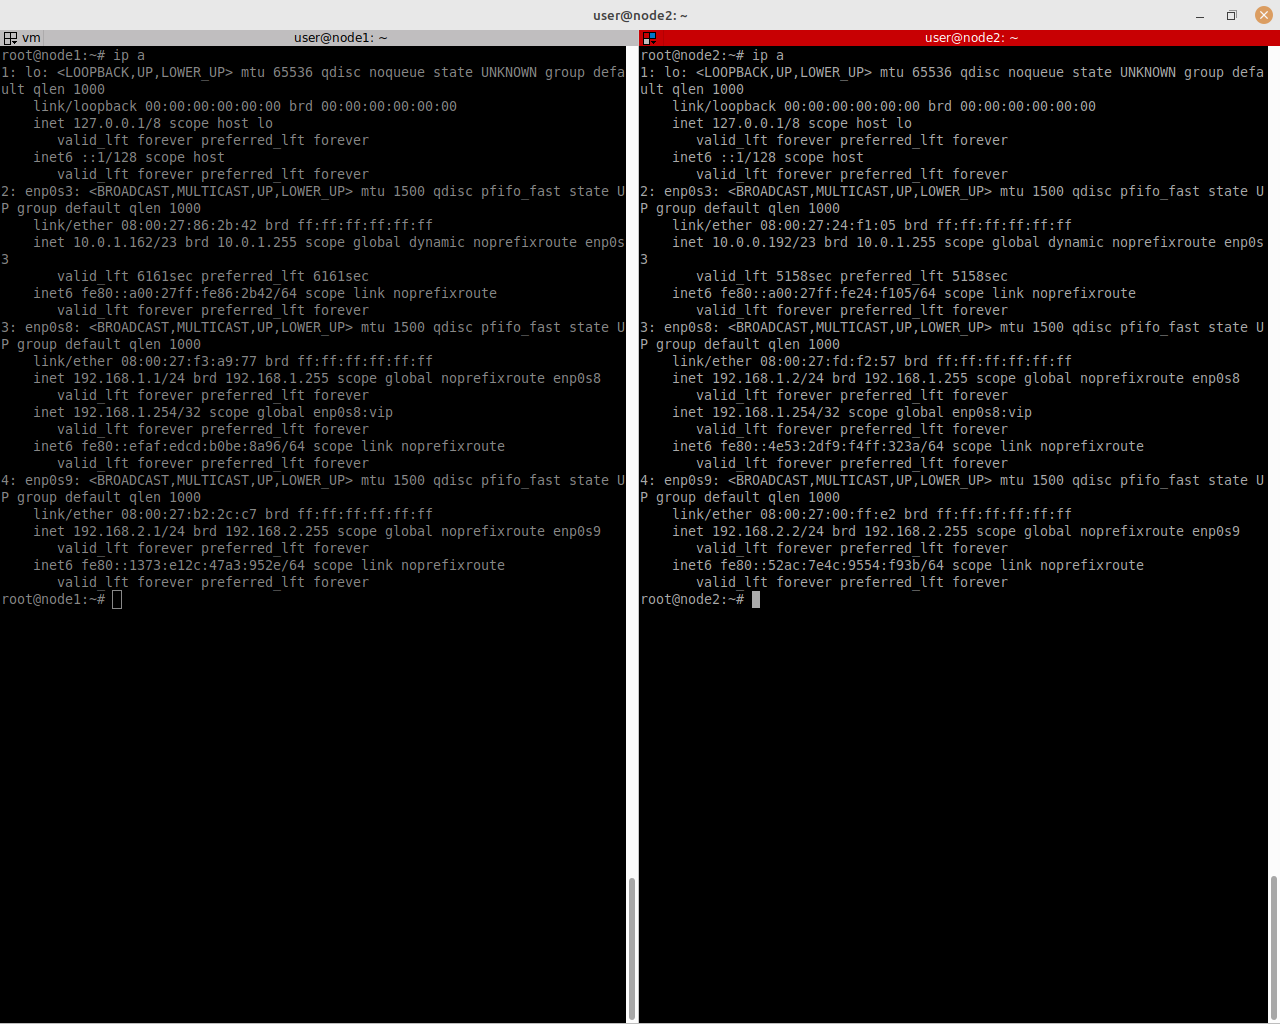 user@node2: ~
vm
user@node1: ~
root@node1:~# ip a
1: lo: <LOOPBACK,UP,LOWER_UP> mtu 65536 qdisc noqueue state UNKNOWN group defa
ult qlen 1000
    link/loopback 00:00:00:00:00:00 brd 00:00:00:00:00:00
    inet 127.0.0.1/8 scope host lo
       valid_lft forever preferred_lft forever
    inet6 ::1/128 scope host
       valid_lft forever preferred_lft forever
2: enp0s3: <BROADCAST,MULTICAST,UP,LOWER_UP> mtu 1500 qdisc pfifo_fast state U
P group default qlen 1000
    link/ether 08:00:27:86:2b:42 brd ff:ff:ff:ff:ff:ff
    inet 10.0.1.162/23 brd 10.0.1.255 scope global dynamic noprefixroute enp0s
3
       valid_lft 6161sec preferred_lft 6161sec
    inet6 fe80::a00:27ff:fe86:2b42/64 scope link noprefixroute
       valid_lft forever preferred_lft forever
3: enp0s8: <BROADCAST,MULTICAST,UP,LOWER_UP> mtu 1500 qdisc pfifo_fast state U
P group default qlen 1000
    link/ether 08:00:27:f3:a9:77 brd ff:ff:ff:ff:ff:ff
    inet 192.168.1.1/24 brd 192.168.1.255 scope global noprefixroute enp0s8
       valid_lft forever preferred_lft forever
    inet 192.168.1.254/32 scope global enp0s8:vip
       valid_lft forever preferred_lft forever
    inet6 fe80::efaf:edcd:b0be:8a96/64 scope link noprefixroute
       valid_lft forever preferred_lft forever
4: enp0s9: <BROADCAST,MULTICAST,UP,LOWER_UP> mtu 1500 qdisc pfifo_fast state U
P group default qlen 1000
    link/ether 08:00:27:b2:2c:c7 brd ff:ff:ff:ff:ff:ff
    inet 192.168.2.1/24 brd 192.168.2.255 scope global noprefixroute enp0s9
       valid_lft forever preferred_lft forever
    inet6 fe80::1373:e12c:47a3:952e/64 scope link noprefixroute
       valid_lft forever preferred_lft forever
root@node1:~#
user@node2: ~
root@node2:~# ip a
1: lo: <LOOPBACK,UP,LOWER_UP> mtu 65536 qdisc noqueue state UNKNOWN group defa
ult qlen 1000
    link/loopback 00:00:00:00:00:00 brd 00:00:00:00:00:00
    inet 127.0.0.1/8 scope host lo
       valid_lft forever preferred_lft forever
    inet6 ::1/128 scope host
       valid_lft forever preferred_lft forever
2: enp0s3: <BROADCAST,MULTICAST,UP,LOWER_UP> mtu 1500 qdisc pfifo_fast state U
P group default qlen 1000
    link/ether 08:00:27:24:f1:05 brd ff:ff:ff:ff:ff:ff
    inet 10.0.0.192/23 brd 10.0.1.255 scope global dynamic noprefixroute enp0s
3
       valid_lft 5158sec preferred_lft 5158sec
    inet6 fe80::a00:27ff:fe24:f105/64 scope link noprefixroute
       valid_lft forever preferred_lft forever
3: enp0s8: <BROADCAST,MULTICAST,UP,LOWER_UP> mtu 1500 qdisc pfifo_fast state U
P group default qlen 1000
    link/ether 08:00:27:fd:f2:57 brd ff:ff:ff:ff:ff:ff
    inet 192.168.1.2/24 brd 192.168.1.255 scope global noprefixroute enp0s8
       valid_lft forever preferred_lft forever
    inet 192.168.1.254/32 scope global enp0s8:vip
       valid_lft forever preferred_lft forever
    inet6 fe80::4e53:2df9:f4ff:323a/64 scope link noprefixroute
       valid_lft forever preferred_lft forever
4: enp0s9: <BROADCAST,MULTICAST,UP,LOWER_UP> mtu 1500 qdisc pfifo_fast state U
P group default qlen 1000
    link/ether 08:00:27:00:ff:e2 brd ff:ff:ff:ff:ff:ff
    inet 192.168.2.2/24 brd 192.168.2.255 scope global noprefixroute enp0s9
       valid_lft forever preferred_lft forever
    inet6 fe80::52ac:7e4c:9554:f93b/64 scope link noprefixroute
       valid_lft forever preferred_lft forever
root@node2:~#